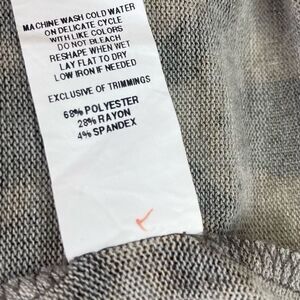 MACHINE WASH COLD WATER
ON DELICATE CYCLE
WITH LIKE COLORS
DO NOT BLEACH
RESHAPE WHEN WET
LAY FLAT TO DRY
LOW IRON IF NEEDED
EXCLUSIVE OF TRIMMINGS
68% POLYESTER
28% RAYON
4% SPANDEX